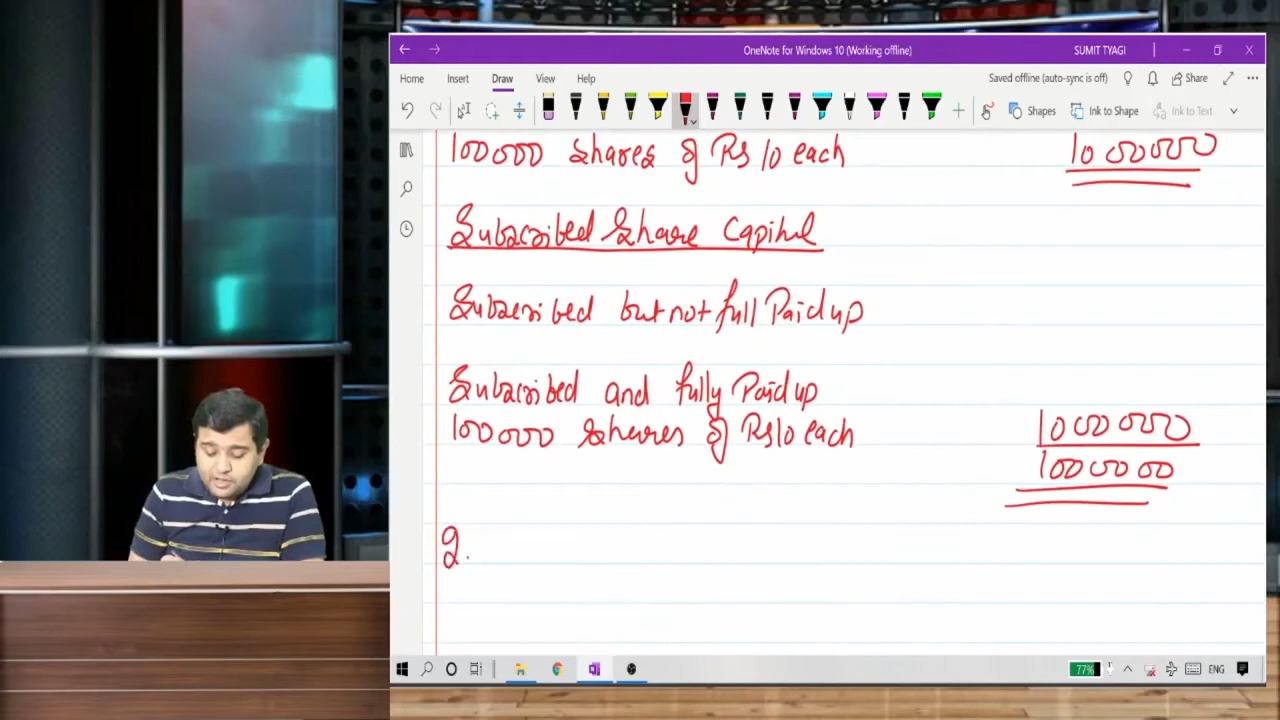 OneNote for Windows 10 (Working offline)
SUMIT TYAGI
Home Insert Draw View Help
Saved offline (auto-sync is off)
Share
Shapes
Ink to Shape
Ink to Text
100000 Shares of Rs 10 each 1000000
Subscribed Share Capital
Subscribed but not full Paid up
Subscribed and fully Paid up
100000 Shares of Rs 10 each 1000000
1000000
2.
77%
ENG